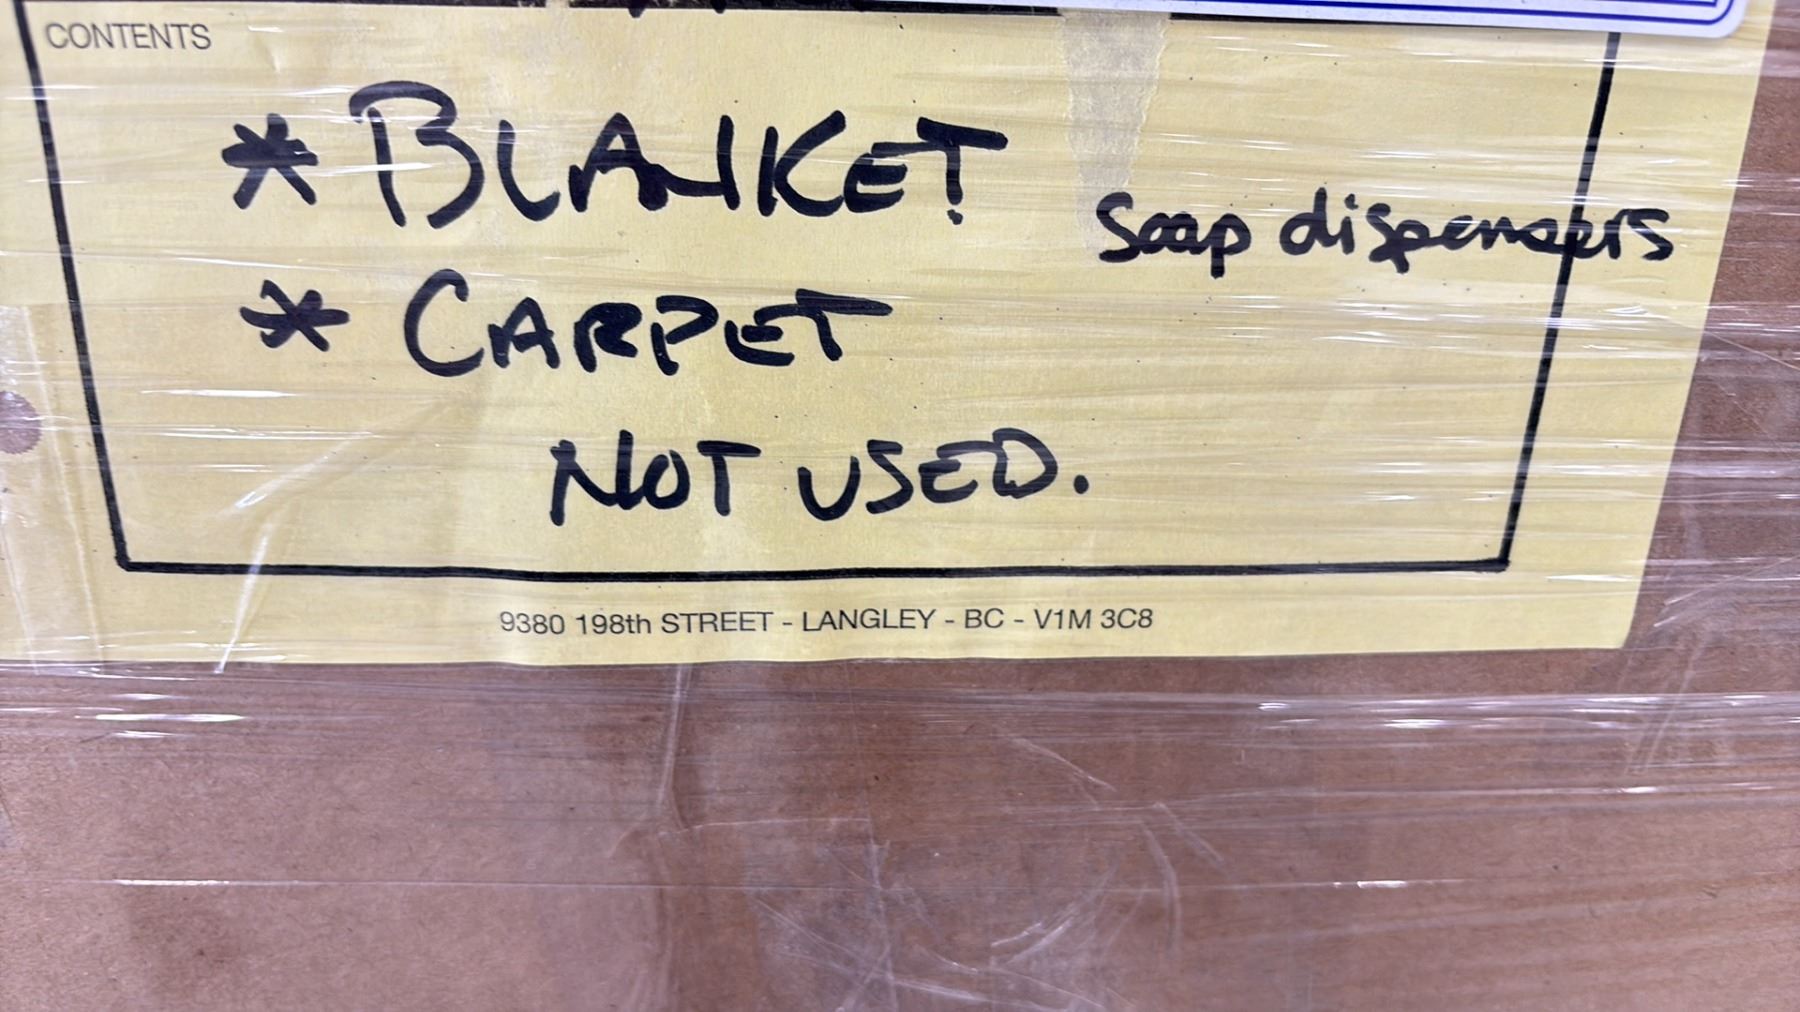 CONTENTS
* BLANKET
Soap dispensers
* CARPET
NOT USED.
9380 198th STREET - LANGLEY - BC - V1M 3C8